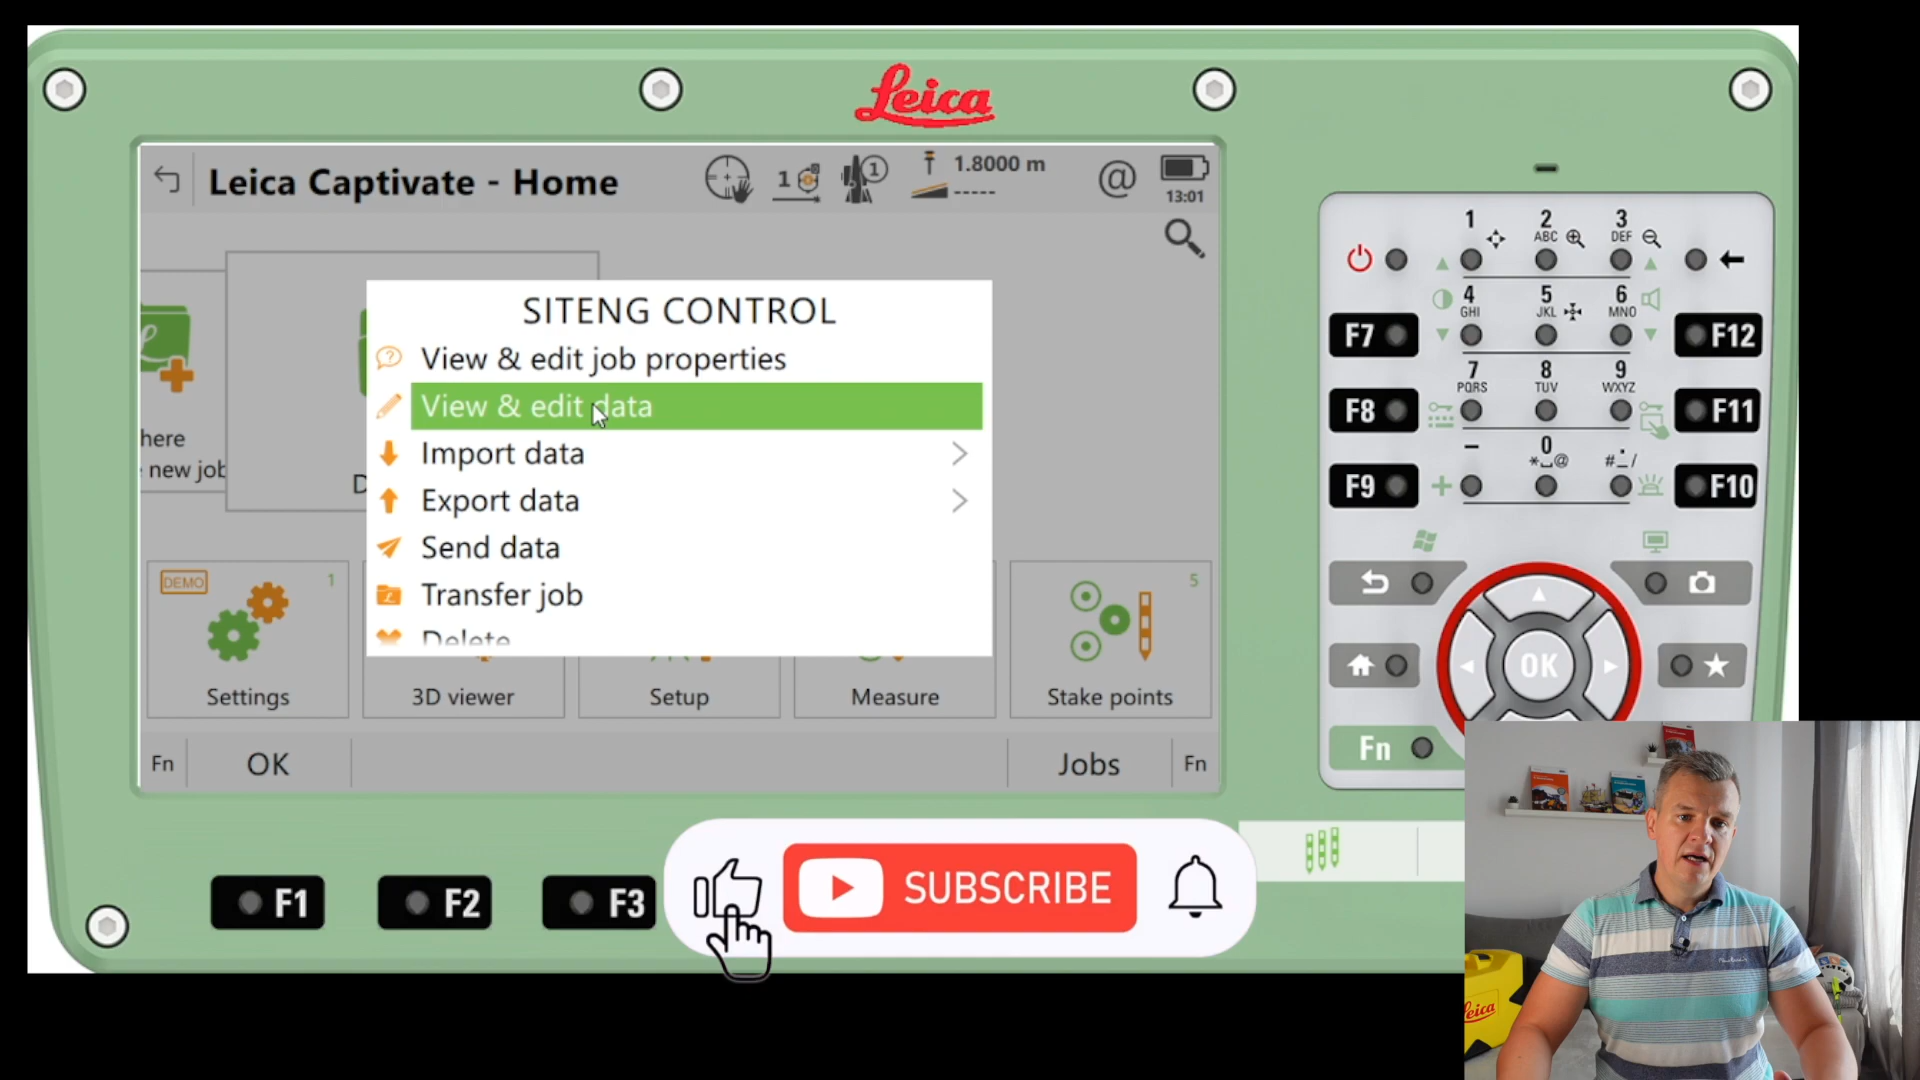 Leica
Leica Captivate - Home
1
1
1.8000 m
-----
@
13:01
here
new job
D
SITENG CONTROL
View & edit job properties
View & edit data
Import data
Export data
Send data
Transfer job
Delete
DEMO
1
5
Settings
3D viewer
Setup
Measure
Stake points
Fn
OK
Jobs
Fn
1
2
ABC
3
DEF
F7
4
GHI
5
JKL
6
MNO
F12
F8
7
PQRS
8
TUV
9
WXYZ
F11
F9
-
0
*␣@
#./
F10
OK
Fn
F1
F2
F3
SUBSCRIBE
Leica